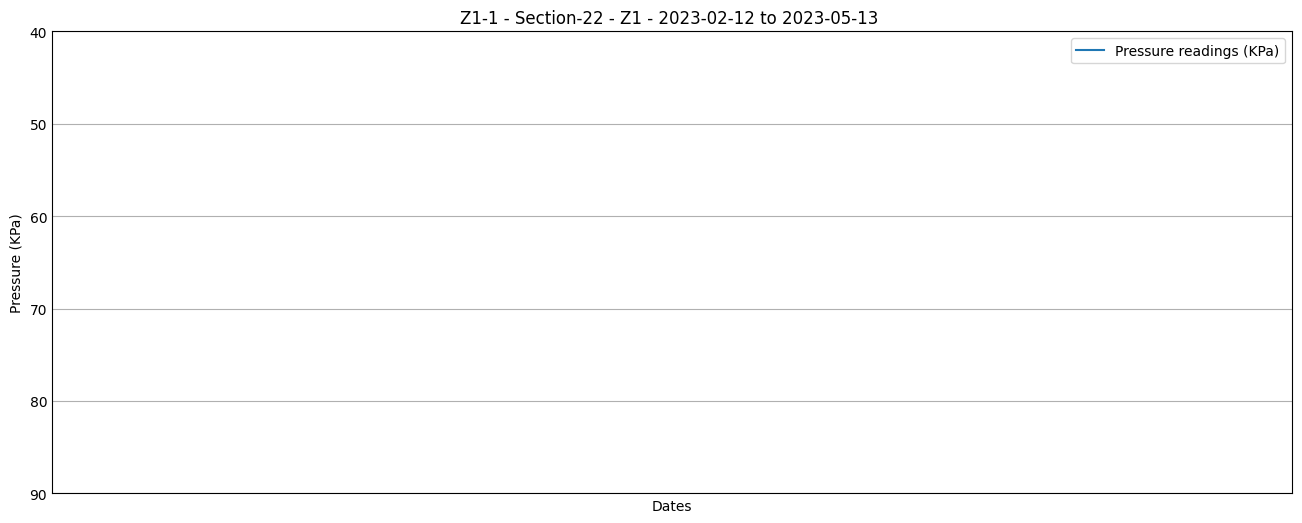 Z1-1 - Section-22 - Z1 - 2023-02-12 to 2023-05-13
Pressure readings (KPa)
Pressure (KPa)
40
50
60
70
80
90
Dates